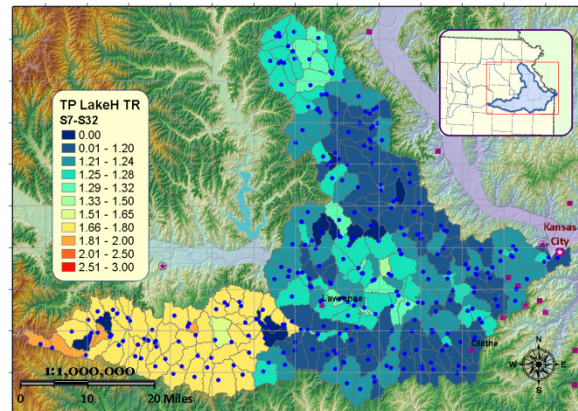 TP LakeH TR
S7-S32
0.00
0.01 - 1.20
1.21 - 1.24
1.25 - 1.28
1.29 - 1.32
1.33 - 1.50
1.51 - 1.65
1.66 - 1.80
1.81 - 2.00
2.01 - 2.50
2.51 - 3.00
Kansas
City
Lawrence
Olathe
1:1,000,000
0 10 20 Miles
N
W E
S